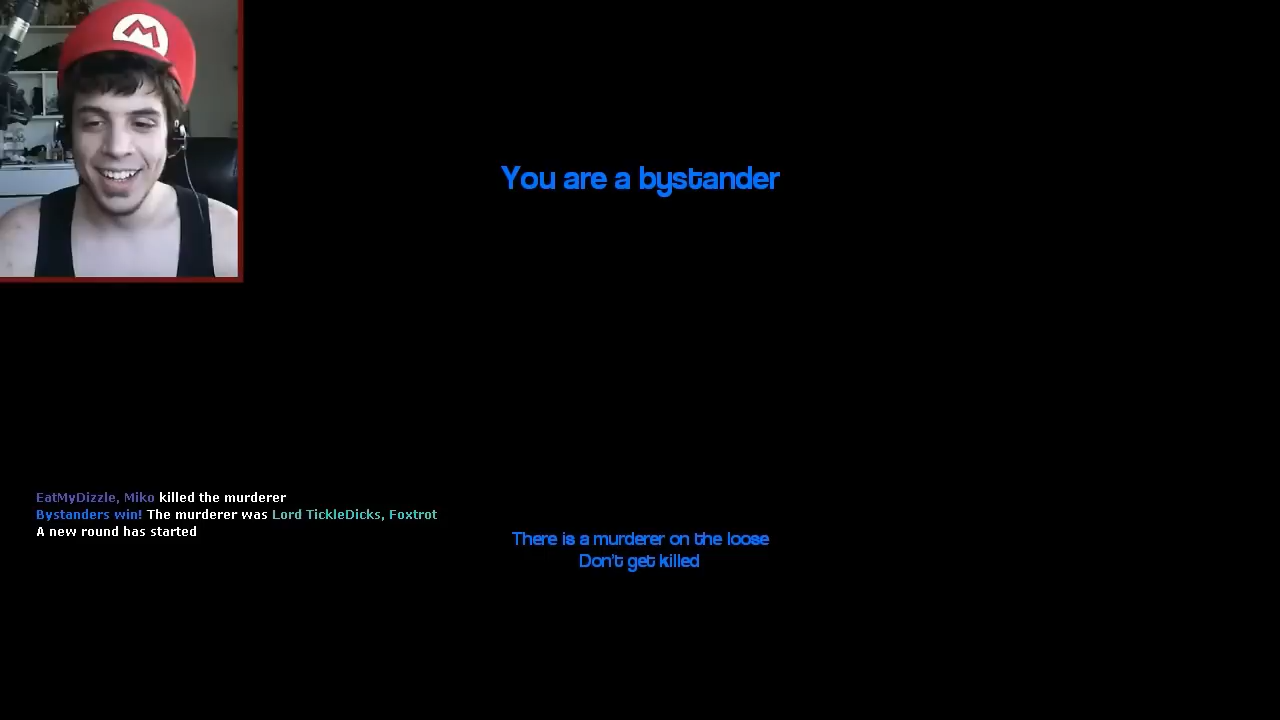 M
You are a bystander
EatMyDizzle, Miko killed the murderer
Bystanders win! The murderer was Lord TickleDicks, Foxtrot
A new round has started
There is a murderer on the loose
Don't get killed